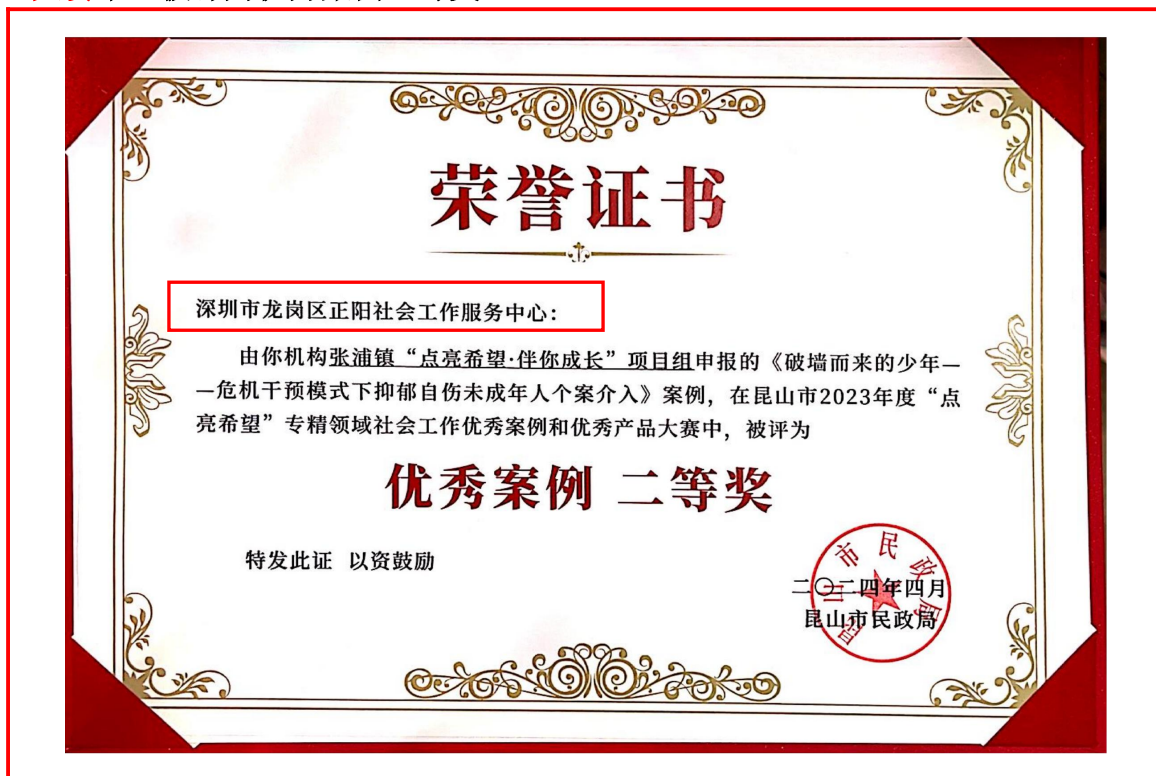 荣誉证书
深圳市龙岗区正阳社会工作服务中心：
由你机构张浦镇“点亮希望·伴你成长”项目组申报的《破墙而来的少年—
—危机干预模式下抑郁自伤未成年人个案介入》案例，在昆山市2023年度“点
亮希望”专精领域社会工作优秀案例和优秀产品大赛中，被评为
优秀案例 二等奖
特发此证 以资鼓励
二〇二四年四月
昆山市民政局
昆山市民政局